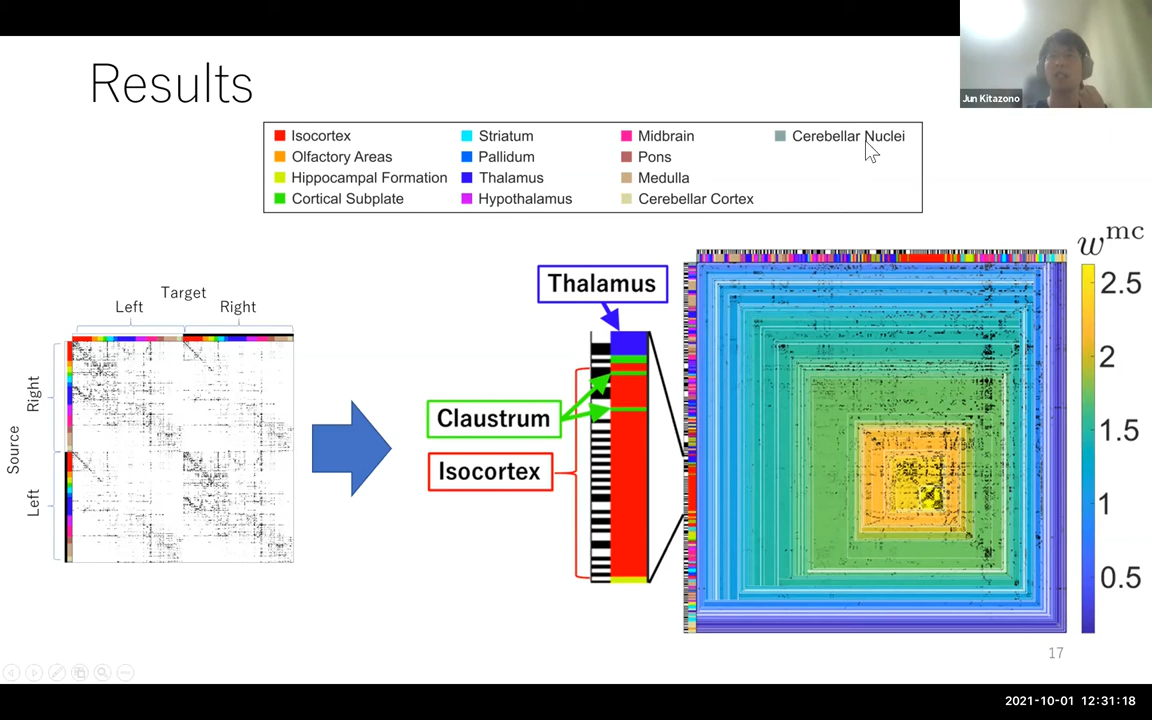 Results
Jun Kitazono
Isocortex
Striatum
Midbrain
Cerebellar Nuclei
Olfactory Areas
Pallidum
Pons
Hippocampal Formation
Thalamus
Medulla
Cortical Subplate
Hypothalamus
Cerebellar Cortex
Target
Left
Right
Source
Right
Left
Thalamus
Claustrum
Isocortex
w^mc
2.5
2
1.5
1
0.5
17
2021-10-01 12:31:18